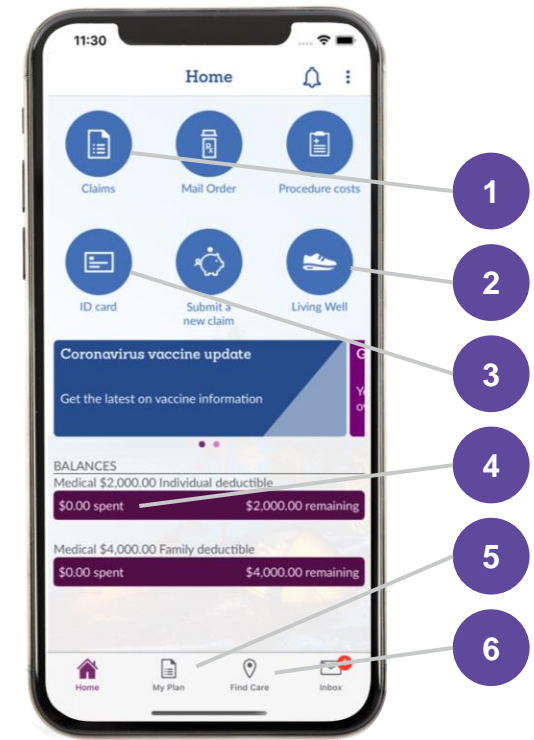 11:30
Home
Claims
Mail Order
Procedure costs
1
2
ID card
Submit a
new claim
Living Well
3
Coronavirus vaccine update
G
Get the latest on vaccine information
Y
o
4
BALANCES
Medical $2,000.00 Individual deductible
$0.00 spent
$2,000.00 remaining
5
Medical $4,000.00 Family deductible
$0.00 spent
$4,000.00 remaining
6
Home
My Plan
Find Care
Inbox